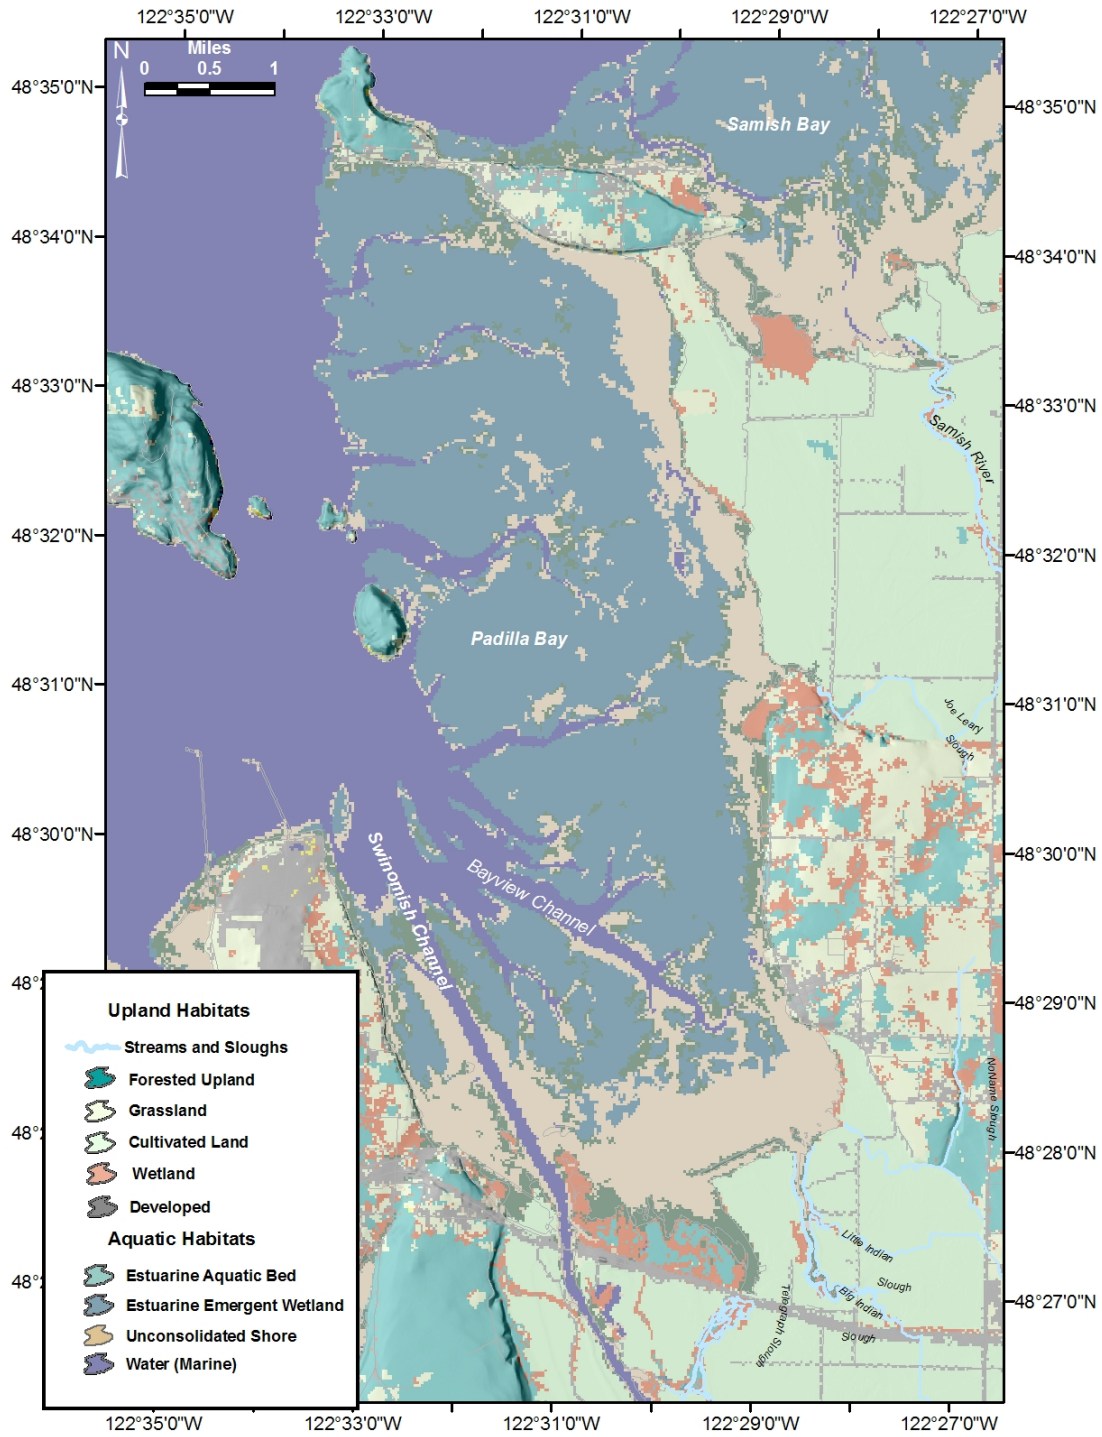 122°35'0"W 122°33'0"W 122°31'0"W 122°29'0"W 122°27'0"W
N
Miles
0 0.5 1
48°35'0"N
48°35'0"N
Samish Bay
48°34'0"N
48°34'0"N
48°33'0"N
48°33'0"N
Samish River
48°32'0"N
48°32'0"N
Padilla Bay
48°31'0"N
48°31'0"N
Joe Leary
Slough
48°30'0"N
48°30'0"N
Swinomish Channel
Bayview Channel
48°29'0"N
NoName Slough
48°28'0"N
Little Indian
Slough
Big Indian
Slough
Telegraph Slough
48°27'0"N
48°
48°
48°
Upland Habitats
Streams and Sloughs
Forested Upland
Grassland
Cultivated Land
Wetland
Developed
Aquatic Habitats
Estuarine Aquatic Bed
Estuarine Emergent Wetland
Unconsolidated Shore
Water (Marine)
122°35'0"W 122°33'0"W 122°31'0"W 122°29'0"W 122°27'0"W